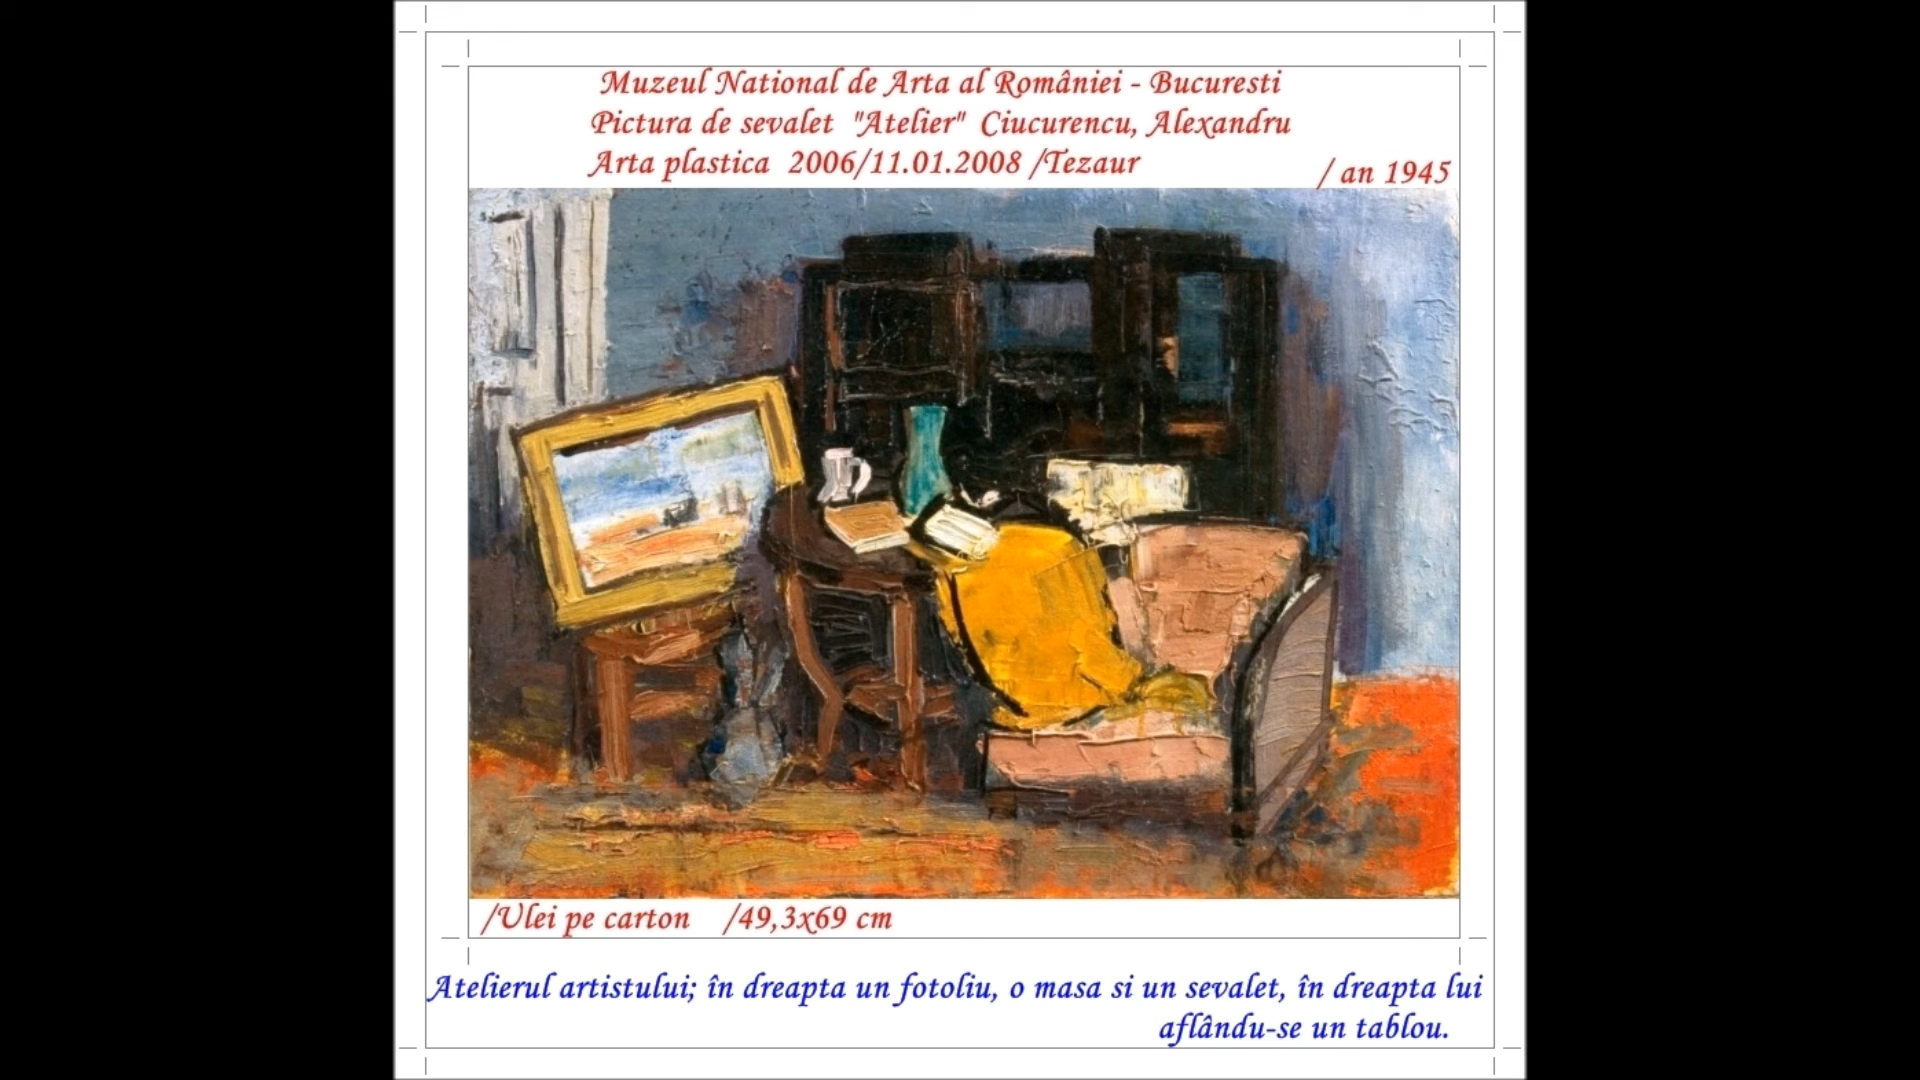 Muzeul National de Arta al României - Bucuresti
Pictura de sevalet "Atelier" Ciucurencu, Alexandru
Arta plastica 2006/11.01.2008 /Tezaur
/ an 1945
/Ulei pe carton /49,3x69 cm
Atelierul artistului; în dreapta un fotoliu, o masa si un sevalet, în dreapta lui
aflându-se un tablou.